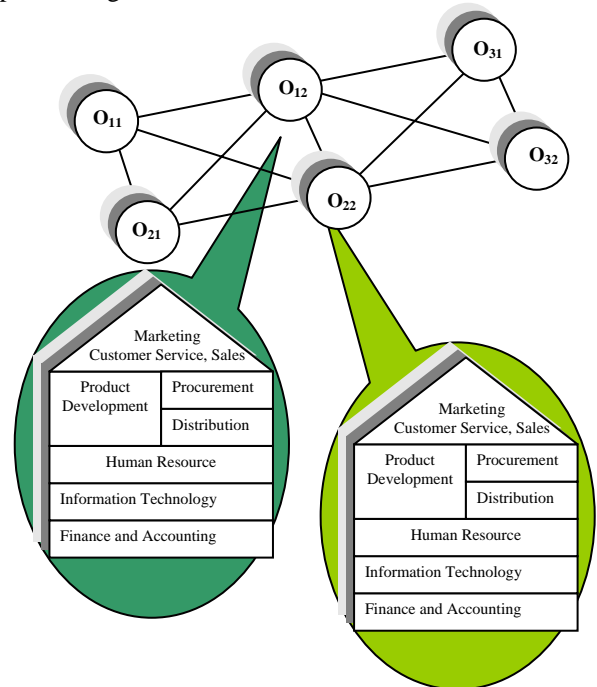 O31
O12
O11
O32
O22
O21
Marketing
Customer Service, Sales
Product
Development
Procurement
Distribution
Human Resource
Information Technology
Finance and Accounting
Marketing
Customer Service, Sales
Product
Development
Procurement
Distribution
Human Resource
Information Technology
Finance and Accounting